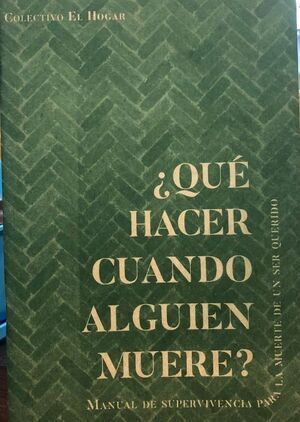 Colectivo El Hogar
¿QUÉ
HACER
CUANDO
ALGUIEN
MUERE?
Manual de supervivencia para la muerte de un ser querido